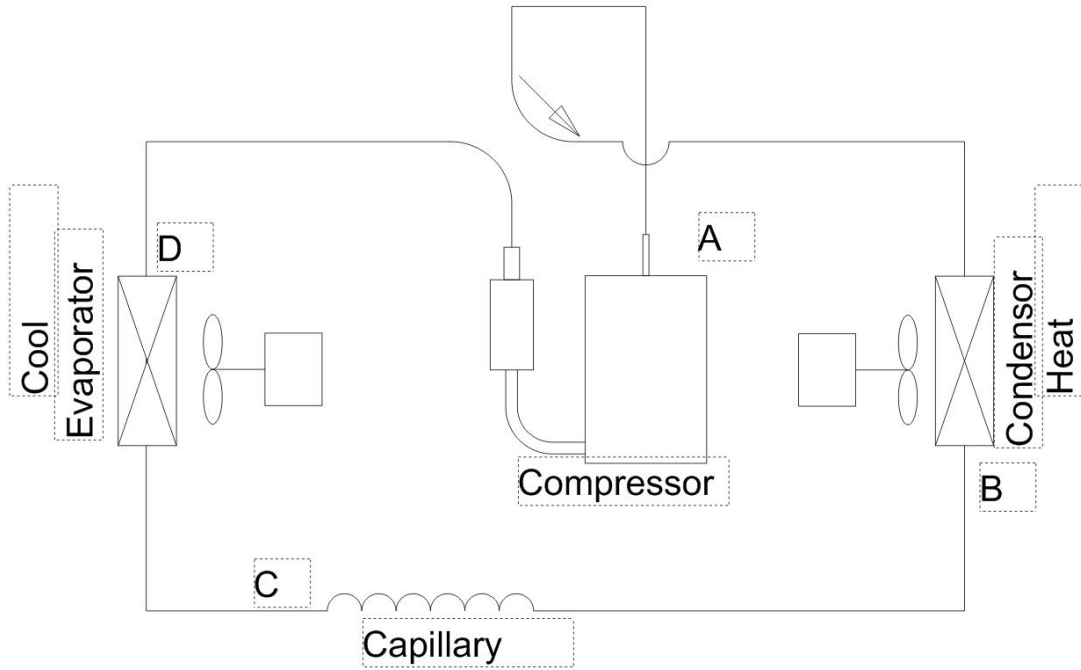 A
D
Cool
Evaporator
Condensor
Heat
Compressor
B
C
Capillary